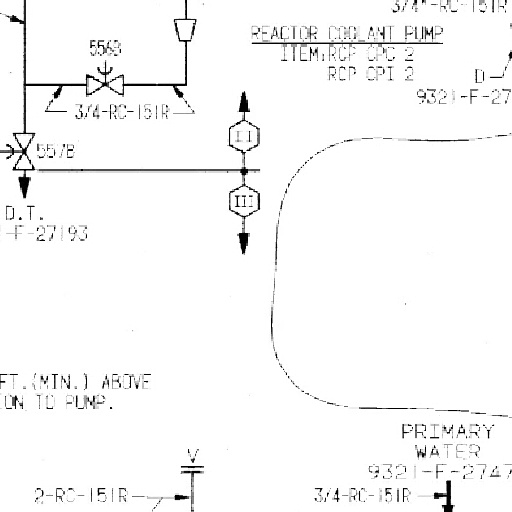 3/4"-RC-151R
REACTOR COOLANT PUMP
ITEM:RCP CPC 2
RCP CPI 2
556B
D
9321-F-27
3/4-RC-151R
II
557B
III
D.T.
-F-27193
FT.(MIN.) ABOVE
ION TO PUMP.
PRIMARY
WATER
9321-F-2747
V
2-RC-151R
3/4-RC-151R